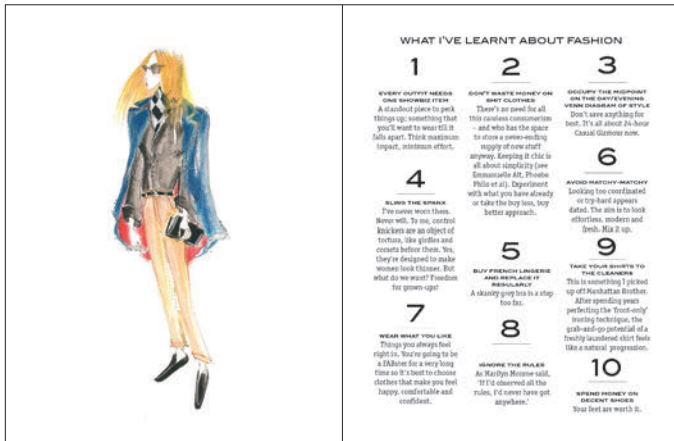 WHAT I'VE LEARNT ABOUT FASHION
1
EVERY OUTFIT NEEDS
ONE SHOWBIZ ITEM
A standout piece to perk
things up; something that
you'll want to wear till it
falls apart. Think maximum
impact, minimum effort.
2
DON'T WASTE MONEY ON
SHIT CLOTHES
There's no need for all
this careless consumerism
– and who has the space
to store a never-ending
supply of new stuff
anyway. Keeping it chic is
all about simplicity (see
Emmanuelle Alt, Phoebe
Philo et al). Experiment
with what you have already
or take the buy less, buy
better approach.
3
OCCUPY THE MIDPOINT
ON THE DAY/EVENING
VENN DIAGRAM OF STYLE
Don't save anything for
best. It's all about 24-hour
Casual Glamour now.
4
SLING THE SPANX
I've never worn them.
Never will. To me, control
knickers are an object of
torture, like girdles and
corsets before them. Yes,
they're designed to make
women look thinner. But
what do we want? Freedom
for grown-ups!
5
BUY FRENCH LINGERIE
AND REPLACE IT
REGULARLY
A skanky grey bra is a step
too far.
6
AVOID MATCHY-MATCHY
Looking too coordinated
or try-hard appears
dated. The aim is to look
effortless, modern and
fresh. Mix it up.
7
WEAR WHAT YOU LIKE
Things you always feel
right in. You're going to be
a FABster for a very long
time so it's best to choose
clothes that make you feel
happy, comfortable and
confident.
8
IGNORE THE RULES
As Marilyn Monroe said,
'If I'd observed all the
rules, I'd never have got
anywhere.'
9
TAKE YOUR SHIRTS TO
THE CLEANERS
This is something I picked
up off Manhattan Brother.
After spending years
perfecting the 'front-only'
ironing technique, the
grab-and-go potential of a
freshly laundered shirt feels
like a natural progression.
10
SPEND MONEY ON
DECENT SHOES
Your feet are worth it.